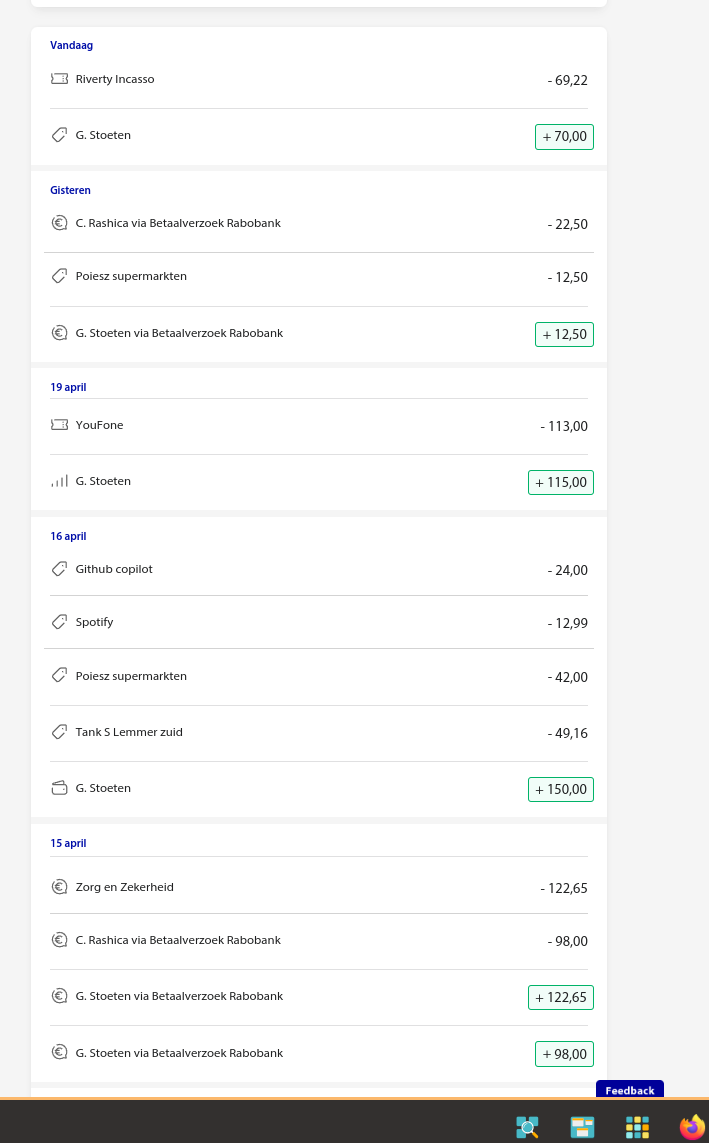 Vandaag
Riverty Incasso - 69,22
G. Stoeten + 70,00
Gisteren
C. Rashica via Betaalverzoek Rabobank - 22,50
Poiesz supermarkten - 12,50
G. Stoeten via Betaalverzoek Rabobank + 12,50
19 april
YouFone - 113,00
G. Stoeten + 115,00
16 april
Github copilot - 24,00
Spotify - 12,99
Poiesz supermarkten - 42,00
Tank S Lemmer zuid - 49,16
G. Stoeten + 150,00
15 april
Zorg en Zekerheid - 122,65
C. Rashica via Betaalverzoek Rabobank - 98,00
G. Stoeten via Betaalverzoek Rabobank + 122,65
G. Stoeten via Betaalverzoek Rabobank + 98,00
Feedback